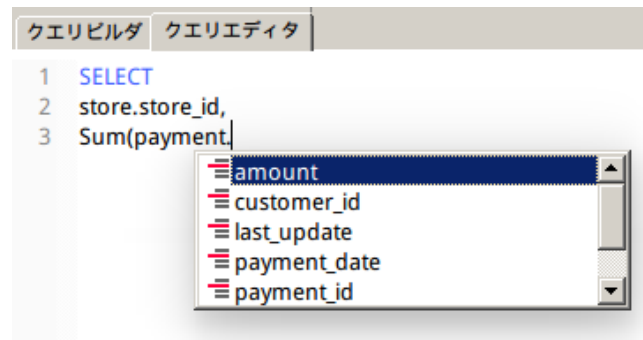 クエリビルダ クエリエディタ
1 SELECT
2 store.store_id,
3 Sum(payment.
amount
customer_id
last_update
payment_date
payment_id